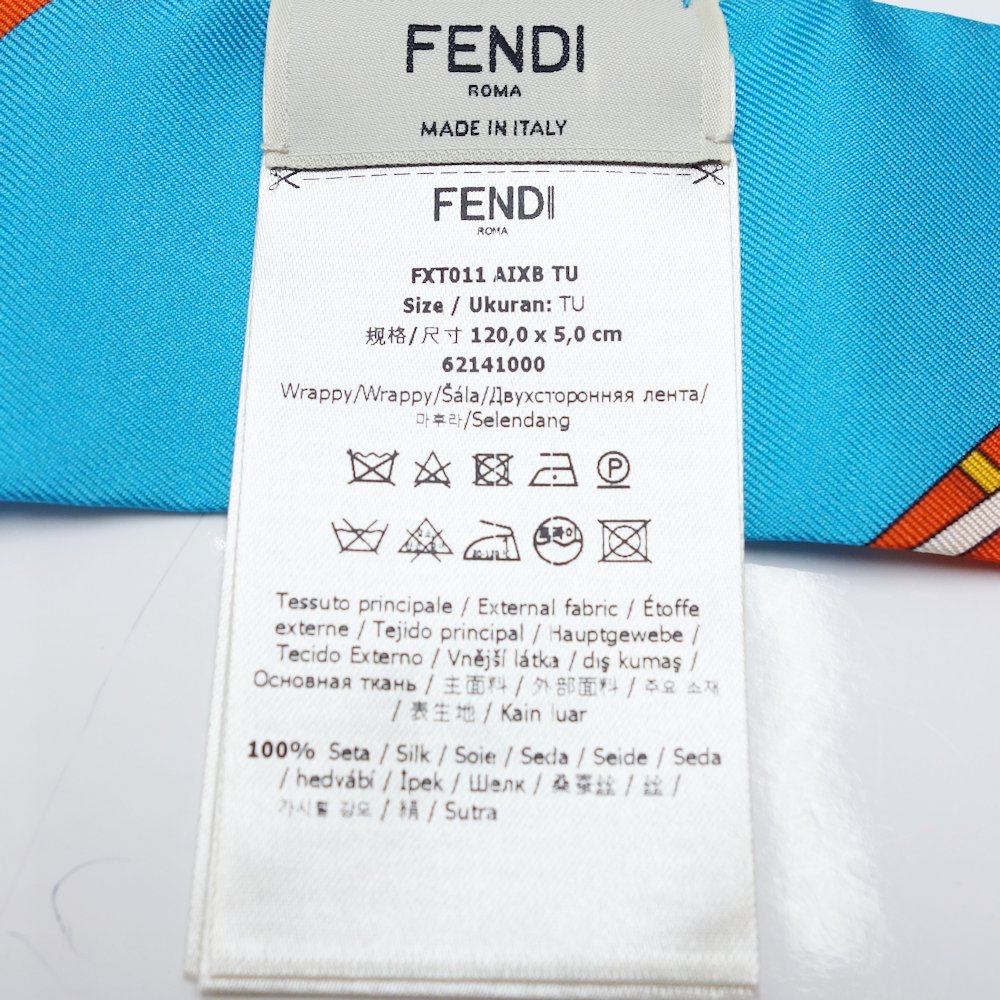 FENDI
ROMA
MADE IN ITALY
FENDI
ROMA
FXT011 AIXB TU
Size / Ukuran: TU
规格/尺寸 120,0 x 5,0 cm
62141000
Wrappy/Wrappy/Šála/Двухсторонняя лента/
마후라/Selendang
P
Tessuto principale / External fabric / Étoffe
externe / Tejido principal / Hauptgewebe /
Tecido Externo / Vnější látka / dış kumaş /
Основная ткань / 主面料 / 外部面料 / 주요 소재
/ 表生地 / Kain luar
100% Seta / Silk / Soie / Seda / Seide / Seda
/ hedvábí / İpek / Шелк / 桑蚕丝 / 丝 /
/ 絹 / Sutra